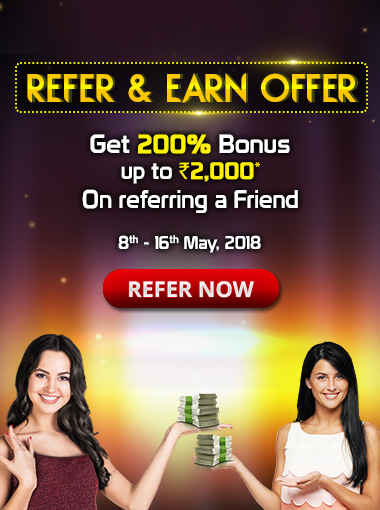 REFER & EARN OFFER
Get 200% Bonus
up to ₹2,000*
On referring a Friend
8th - 16th May, 2018
REFER NOW